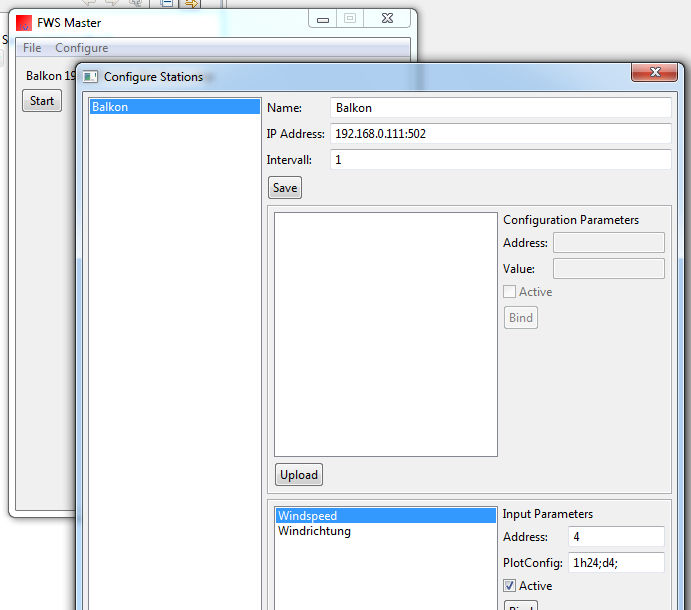 FWS Master
File Configure
Balkon 19
Start
Configure Stations
Balkon
Name: Balkon
IP Address: 192.168.0.111:502
Intervall: 1
Save
Configuration Parameters
Address:
Value:
Active
Bind
Upload
Windspeed
Windrichtung
Input Parameters
Address: 4
PlotConfig: 1h24;d4;
Active